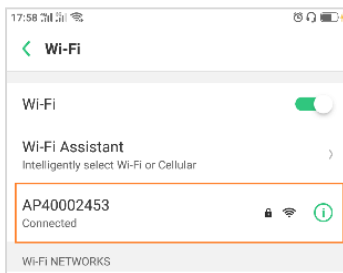 17:58
Wi-Fi
Wi-Fi
Wi-Fi Assistant
Intelligently select Wi-Fi or Cellular
AP40002453
Connected
Wi-Fi NETWORKS